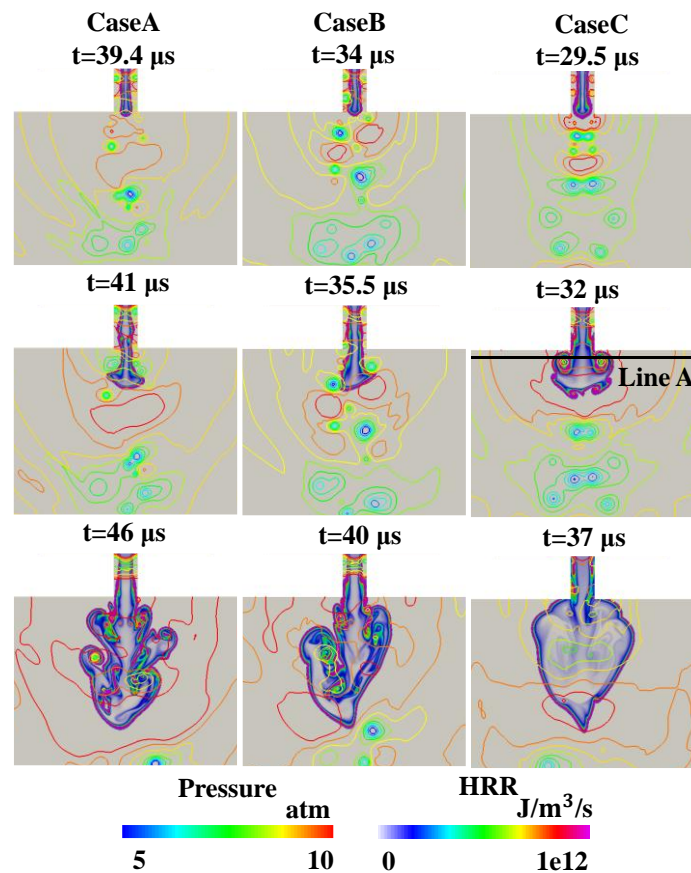 CaseA CaseB CaseC
t=39.4 μs t=34 μs t=29.5 μs
t=41 μs t=35.5 μs t=32 μs
Line A
t=46 μs t=40 μs t=37 μs
Pressure HRR
atm J/m³/s
5 10 0 1e12